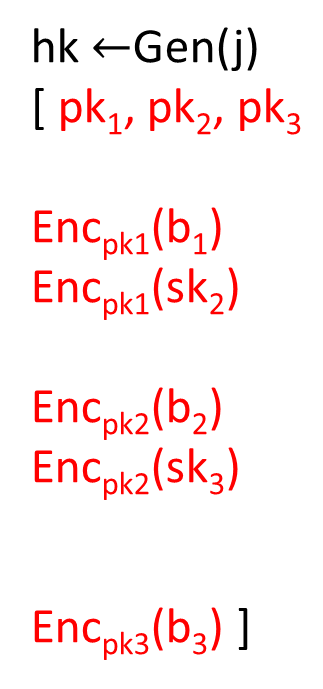 hk ←Gen(j)
[ pk₁, pk₂, pk₃
Encₚₖ₁(b₁)
Encₚₖ₁(sk₂)
Encₚₖ₂(b₂)
Encₚₖ₂(sk₃)
Encₚₖ₃(b₃) ]